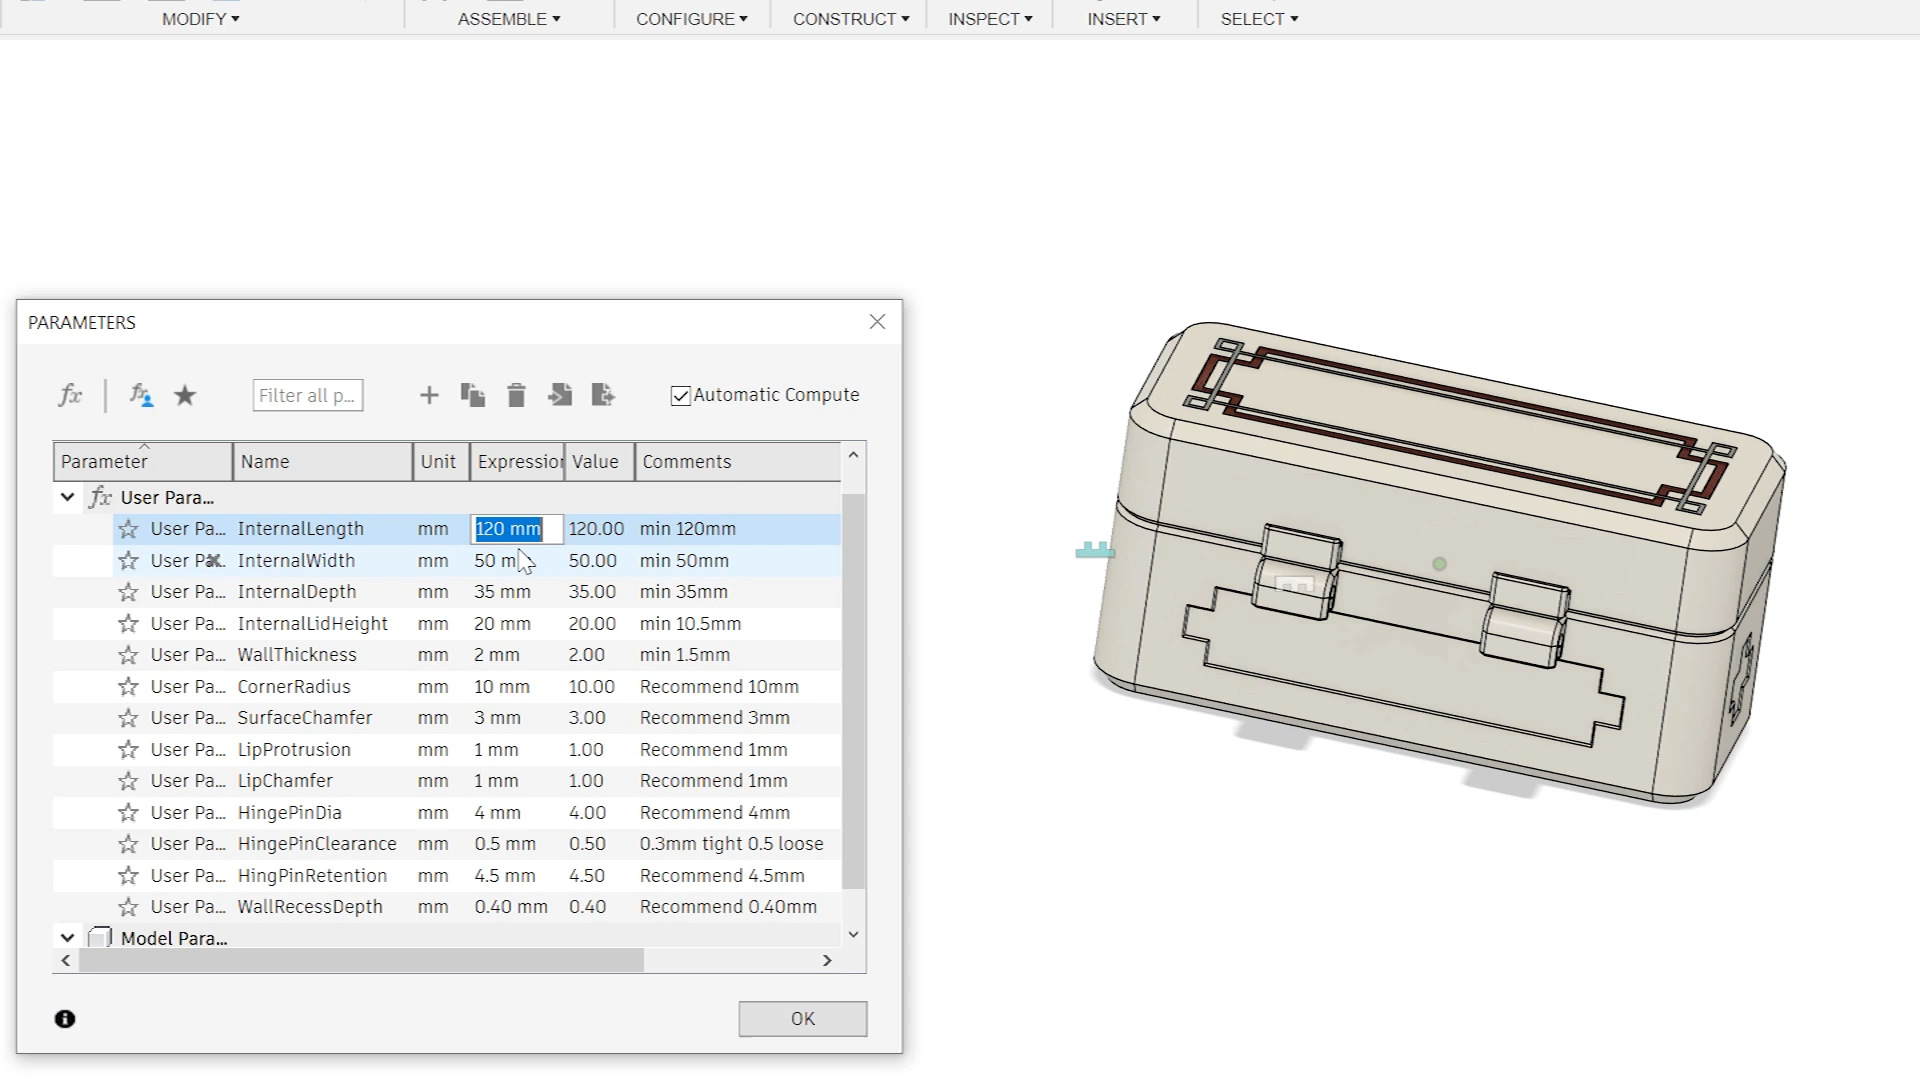 MODIFY ASSEMBLE CONFIGURE CONSTRUCT INSPECT INSERT SELECT
PARAMETERS
fx fx Filter all p... Automatic Compute
Parameter Name Unit Expression Value Comments
fx User Para...
User Pa... InternalLength mm 120 mm 120.00 min 120mm
User Pa... InternalWidth mm 50 m 50.00 min 50mm
User Pa... InternalDepth mm 35 mm 35.00 min 35mm
User Pa... InternalLidHeight mm 20 mm 20.00 min 10.5mm
User Pa... WallThickness mm 2 mm 2.00 min 1.5mm
User Pa... CornerRadius mm 10 mm 10.00 Recommend 10mm
User Pa... SurfaceChamfer mm 3 mm 3.00 Recommend 3mm
User Pa... LipProtrusion mm 1 mm 1.00 Recommend 1mm
User Pa... LipChamfer mm 1 mm 1.00 Recommend 1mm
User Pa... HingePinDia mm 4 mm 4.00 Recommend 4mm
User Pa... HingePinClearance mm 0.5 mm 0.50 0.3mm tight 0.5 loose
User Pa... HingPinRetention mm 4.5 mm 4.50 Recommend 4.5mm
User Pa... WallRecessDepth mm 0.40 mm 0.40 Recommend 0.40mm
Model Para...
OK